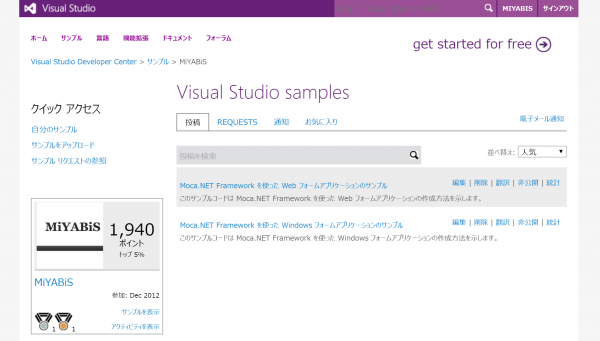 Visual Studio
MIYABIS
サインアウト
ホーム サンプル 言語 機能拡張 ドキュメント フォーラム
get started for free
Visual Studio Developer Center > サンプル > MiYABiS
Visual Studio samples
クイック アクセス
自分のサンプル
サンプルをアップロード
サンプル リクエストの参照
投稿 REQUESTS 通知 お気に入り
電子メール通知
投稿を検索
並べ替え: 人気
Moca.NET Framework を使った Web フォームアプリケーションのサンプル
編集 | 削除 | 翻訳 | 非公開 | 統計
このサンプルコードは Moca.NET Framework を使った Web フォームアプリケーションの作成方法を示します。
Moca.NET Framework を使った Windows フォームアプリケーションのサンプル
編集 | 削除 | 翻訳 | 非公開 | 統計
このサンプルコードは Moca.NET Framework を使った Windows フォームアプリケーションの作成方法を示します。
MiYABiS
1,940
ポイント
トップ 5%
MiYABiS
参加: Dec 2012
サンプルを表示
アクティビティを表示
1 1